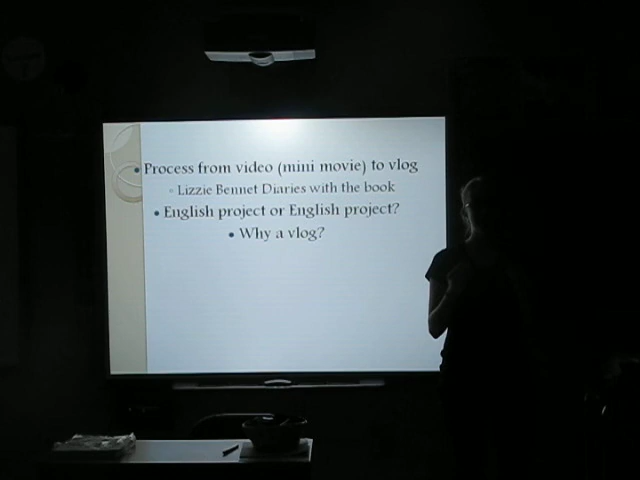 • Process from video (mini movie) to vlog
◦ Lizzie Bennet Diaries with the book
• English project or English project?
• Why a vlog?